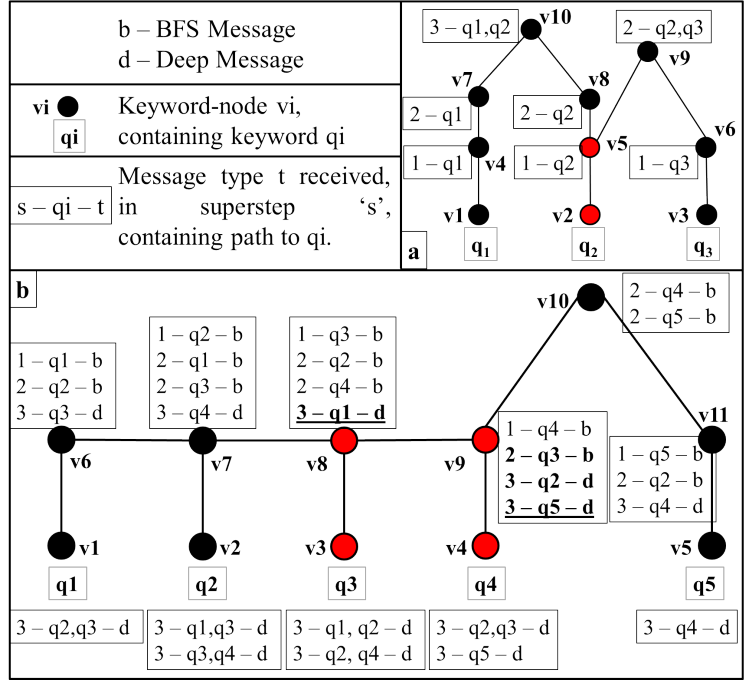 b – BFS Message
d – Deep Message
vi
qi
Keyword-node vi,
containing keyword qi
s – qi – t
Message type t received,
in superstep ‘s’,
containing path to qi.
3 – q1,q2
v10
2 – q2,q3
v9
v7
v8
2 – q1
2 – q2
v5
v6
1 – q1
v4
1 – q2
1 – q3
v1
v2
v3
a
q1
q2
q3
b
v10
2 – q4 – b
2 – q5 – b
1 – q1 – b
2 – q2 – b
3 – q3 – d
1 – q2 – b
2 – q1 – b
2 – q3 – b
3 – q4 – d
1 – q3 – b
2 – q2 – b
2 – q4 – b
3 – q1 – d
v11
v6
v7
v8
v9
1 – q4 – b
2 – q3 – b
3 – q2 – d
3 – q5 – d
1 – q5 – b
2 – q2 – b
3 – q4 – d
v1
v2
v3
v4
v5
q1
q2
q3
q4
q5
3 – q2,q3 – d
3 – q1,q3 – d
3 – q3,q4 – d
3 – q1, q2 – d
3 – q2, q4 – d
3 – q2,q3 – d
3 – q5 – d
3 – q4 – d